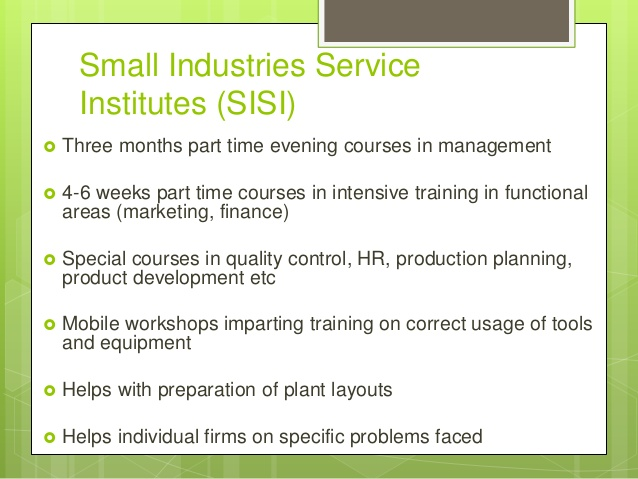 Small Industries Service
Institutes (SISI)
Three months part time evening courses in management
4-6 weeks part time courses in intensive training in functional
areas (marketing, finance)
Special courses in quality control, HR, production planning,
product development etc
Mobile workshops imparting training on correct usage of tools
and equipment
Helps with preparation of plant layouts
Helps individual firms on specific problems faced